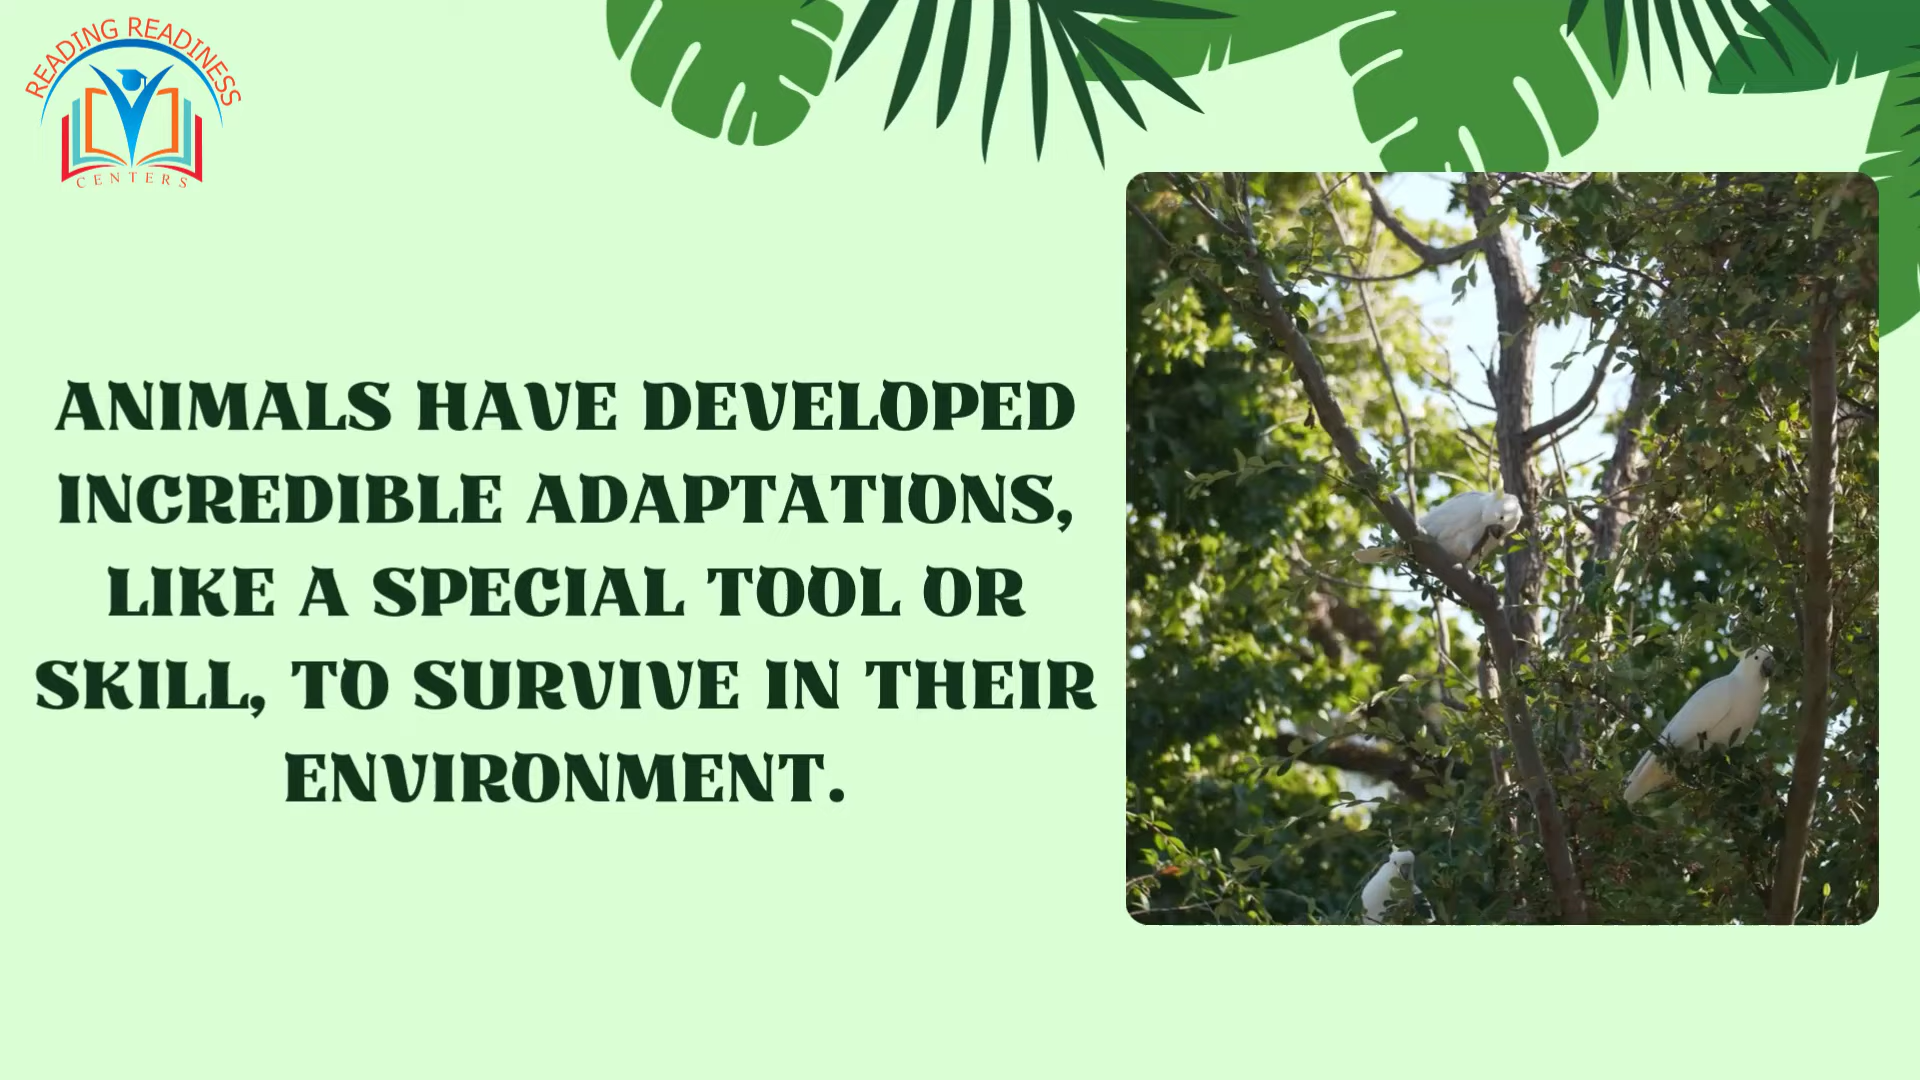 READING READINESS
CENTERS
ANIMALS HAVE DEVELOPED
INCREDIBLE ADAPTATIONS,
LIKE A SPECIAL TOOL OR
SKILL, TO SURVIVE IN THEIR
ENVIRONMENT.